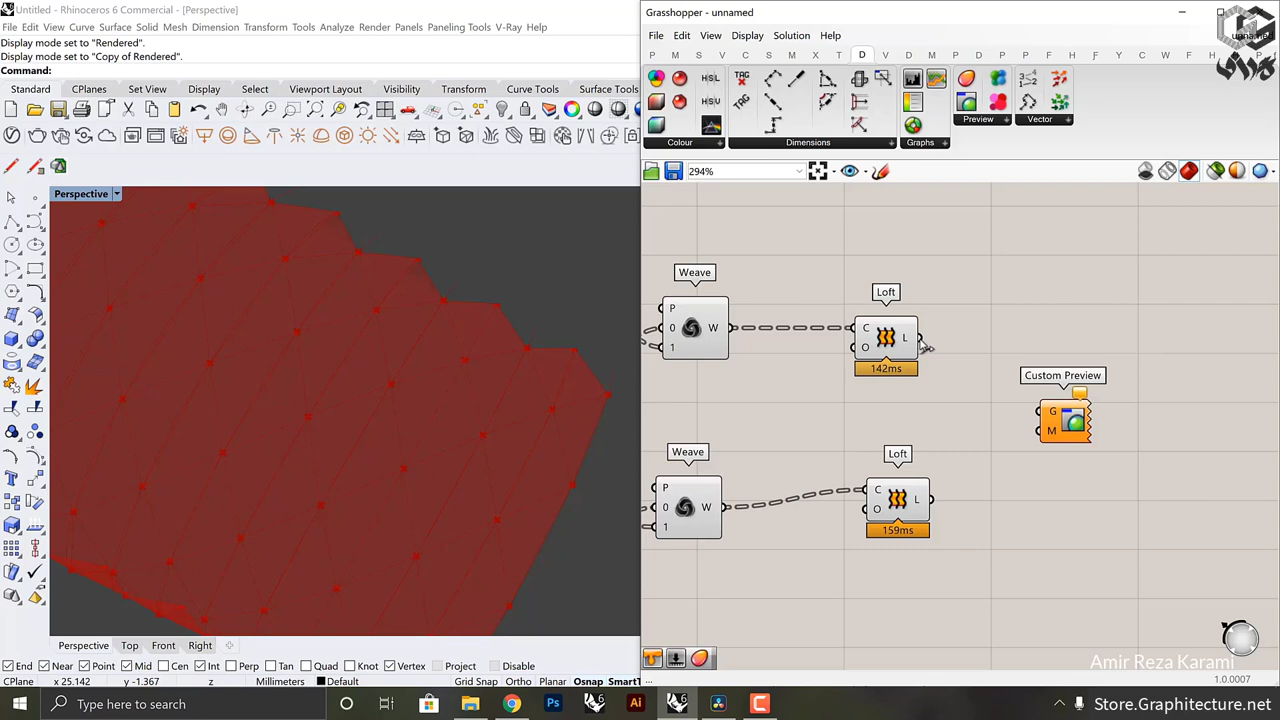 Untitled - Rhinoceros 6 Commercial - [Perspective]
File Edit View Curve Surface Solid Mesh Dimension Transform Tools Analyze Render Panels Paneling Tools V-Ray Help
Display mode set to "Rendered".
Display mode set to "Copy of Rendered".
Command:
Standard CPlanes Set View Display Select Viewport Layout Visibility Transform Curve Tools Surface Tools
Perspective
Perspective Top Front Right
End Near Point Mid Cen Int Perp Tan Quad Knot Vertex Project Disable
CPlane x 25.142 y -1.367 z Millimeters Default Grid Snap Ortho Planar Osnap SmartT
Type here to search
Grasshopper - unnamed
File Edit View Display Solution Help
P M S V C S M I T D W D M P D P E P F H F H L Y C H
HSL
HSV
TAG
TAG
Colour
Dimensions
Graphs
Preview
Vector
294%
Weave
P
0 W
1
Loft
C L
O
142ms
Custom Preview
G
M
Weave
P
0 W
1
Loft
C L
O
159ms
Amir Reza Karami
1.0.0007
Store.Graphitecture.net